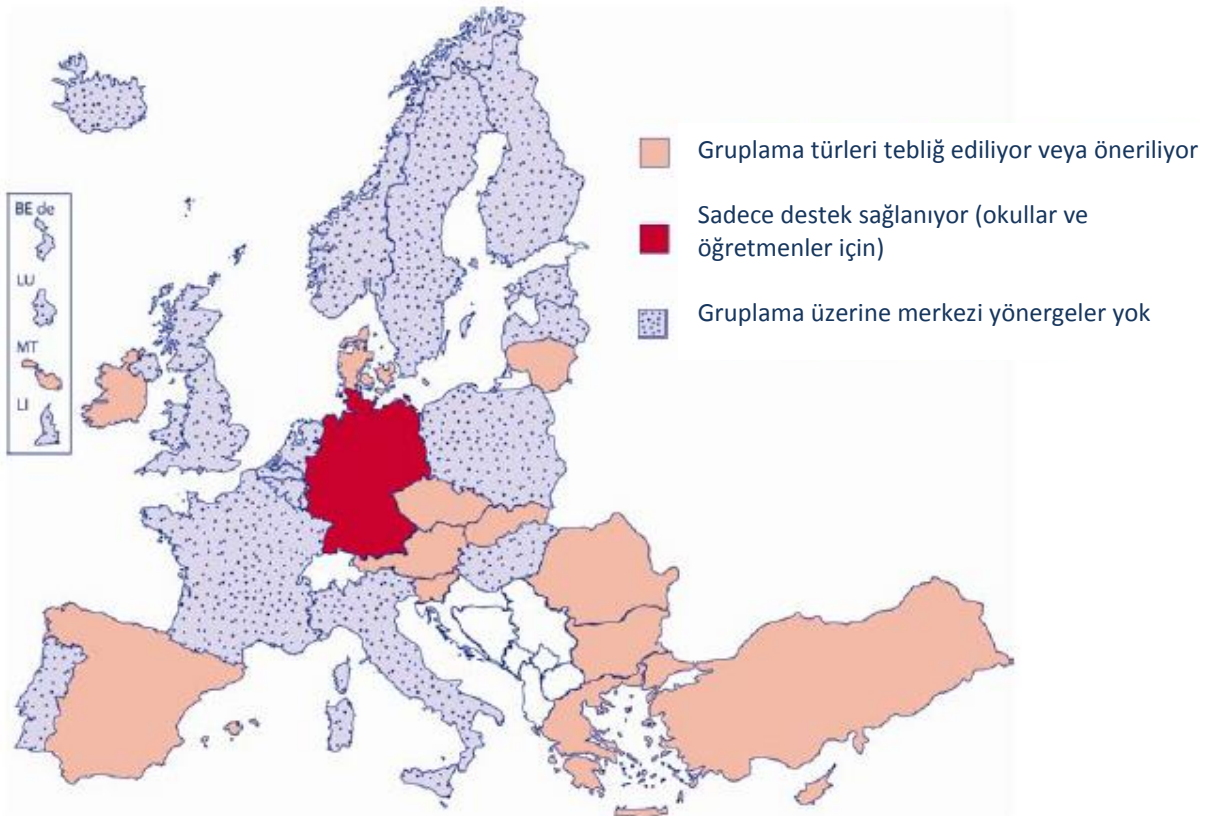 Gruplama türleri tebliğ ediliyor veya öneriliyor
Sadece destek sağlanıyor (okullar ve
öğretmenler için)
Gruplama üzerine merkezi yönergeler yok
BE de
LU
MT
LI